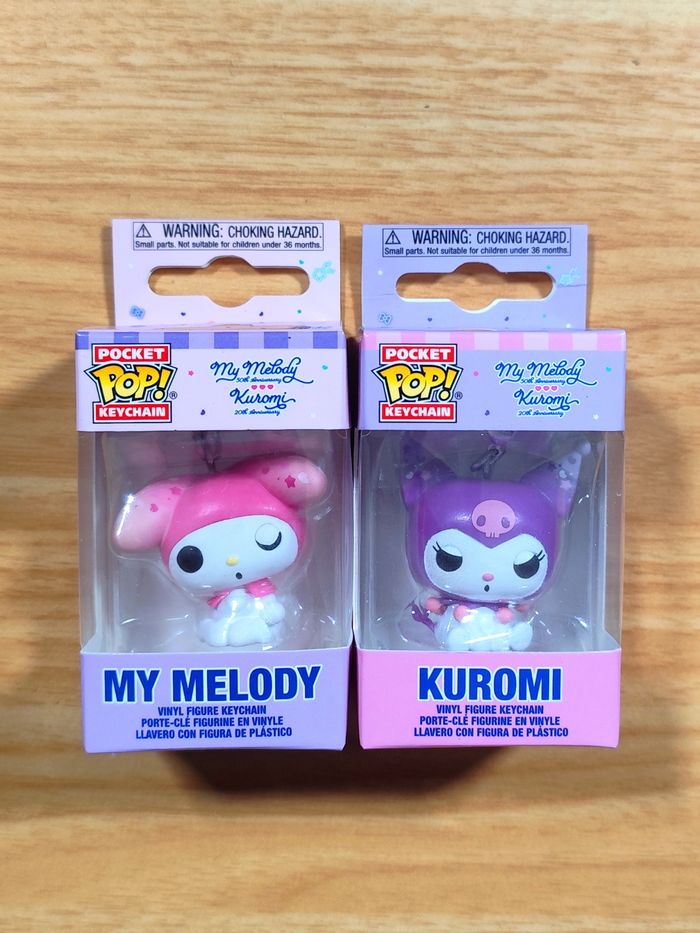 WARNING: CHOKING HAZARD.
Small parts. Not suitable for children under 36 months.
POCKET
POP!®
KEYCHAIN
My Melody
50th Anniversary
Kuromi
20th Anniversary
MY MELODY
VINYL FIGURE KEYCHAIN
PORTE-CLÉ FIGURINE EN VINYLE
LLAVERO CON FIGURA DE PLÁSTICO
WARNING: CHOKING HAZARD.
Small parts. Not suitable for children under 36 months.
POCKET
POP!®
KEYCHAIN
My Melody
50th Anniversary
Kuromi
20th Anniversary
KUROMI
VINYL FIGURE KEYCHAIN
PORTE-CLÉ FIGURINE EN VINYLE
LLAVERO CON FIGURA DE PLÁSTICO